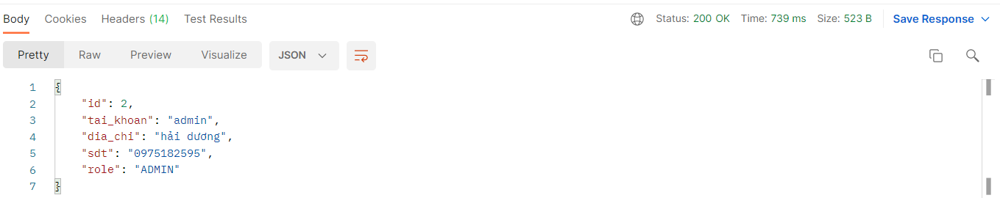 Body Cookies Headers (14) Test Results Status: 200 OK Time: 739 ms Size: 523 B Save Response
Pretty Raw Preview Visualize JSON
1 {
2 "id": 2,
3 "tai_khoan": "admin",
4 "dia_chi": "hải dương",
5 "sdt": "0975182595",
6 "role": "ADMIN"
7 }